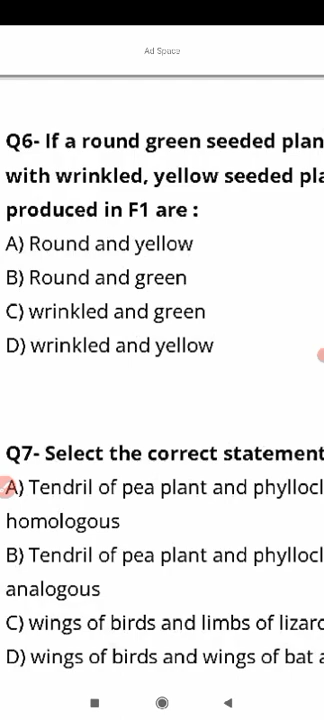 Ad Space
Q6- If a round green seeded plan
with wrinkled, yellow seeded pla
produced in F1 are :
A) Round and yellow
B) Round and green
C) wrinkled and green
D) wrinkled and yellow
Q7- Select the correct statement
A) Tendril of pea plant and phyllocl
homologous
B) Tendril of pea plant and phyllocl
analogous
C) wings of birds and limbs of lizard
D) wings of birds and wings of bat a